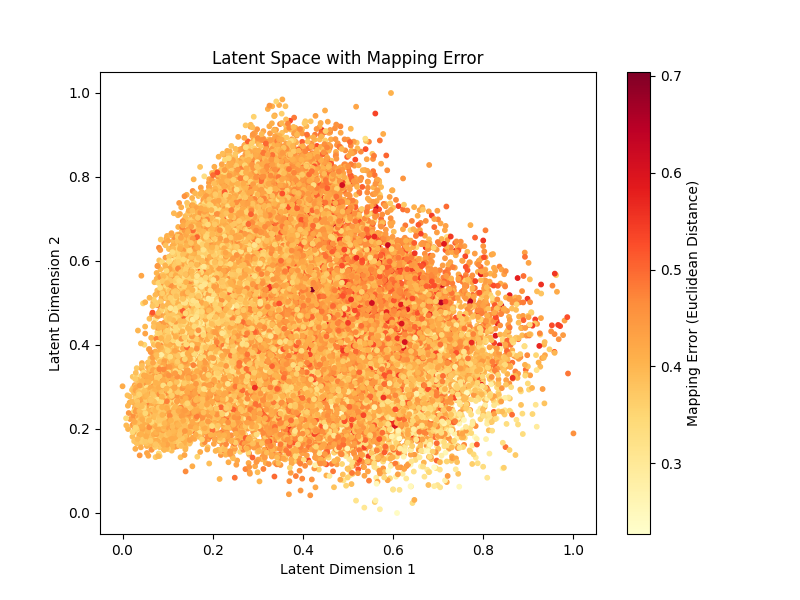 Latent Space with Mapping Error
Latent Dimension 2
1.0
0.8
0.6
0.4
0.2
0.0
0.0 0.2 0.4 0.6 0.8 1.0
Latent Dimension 1
0.7
0.6
0.5
0.4
0.3
Mapping Error (Euclidean Distance)